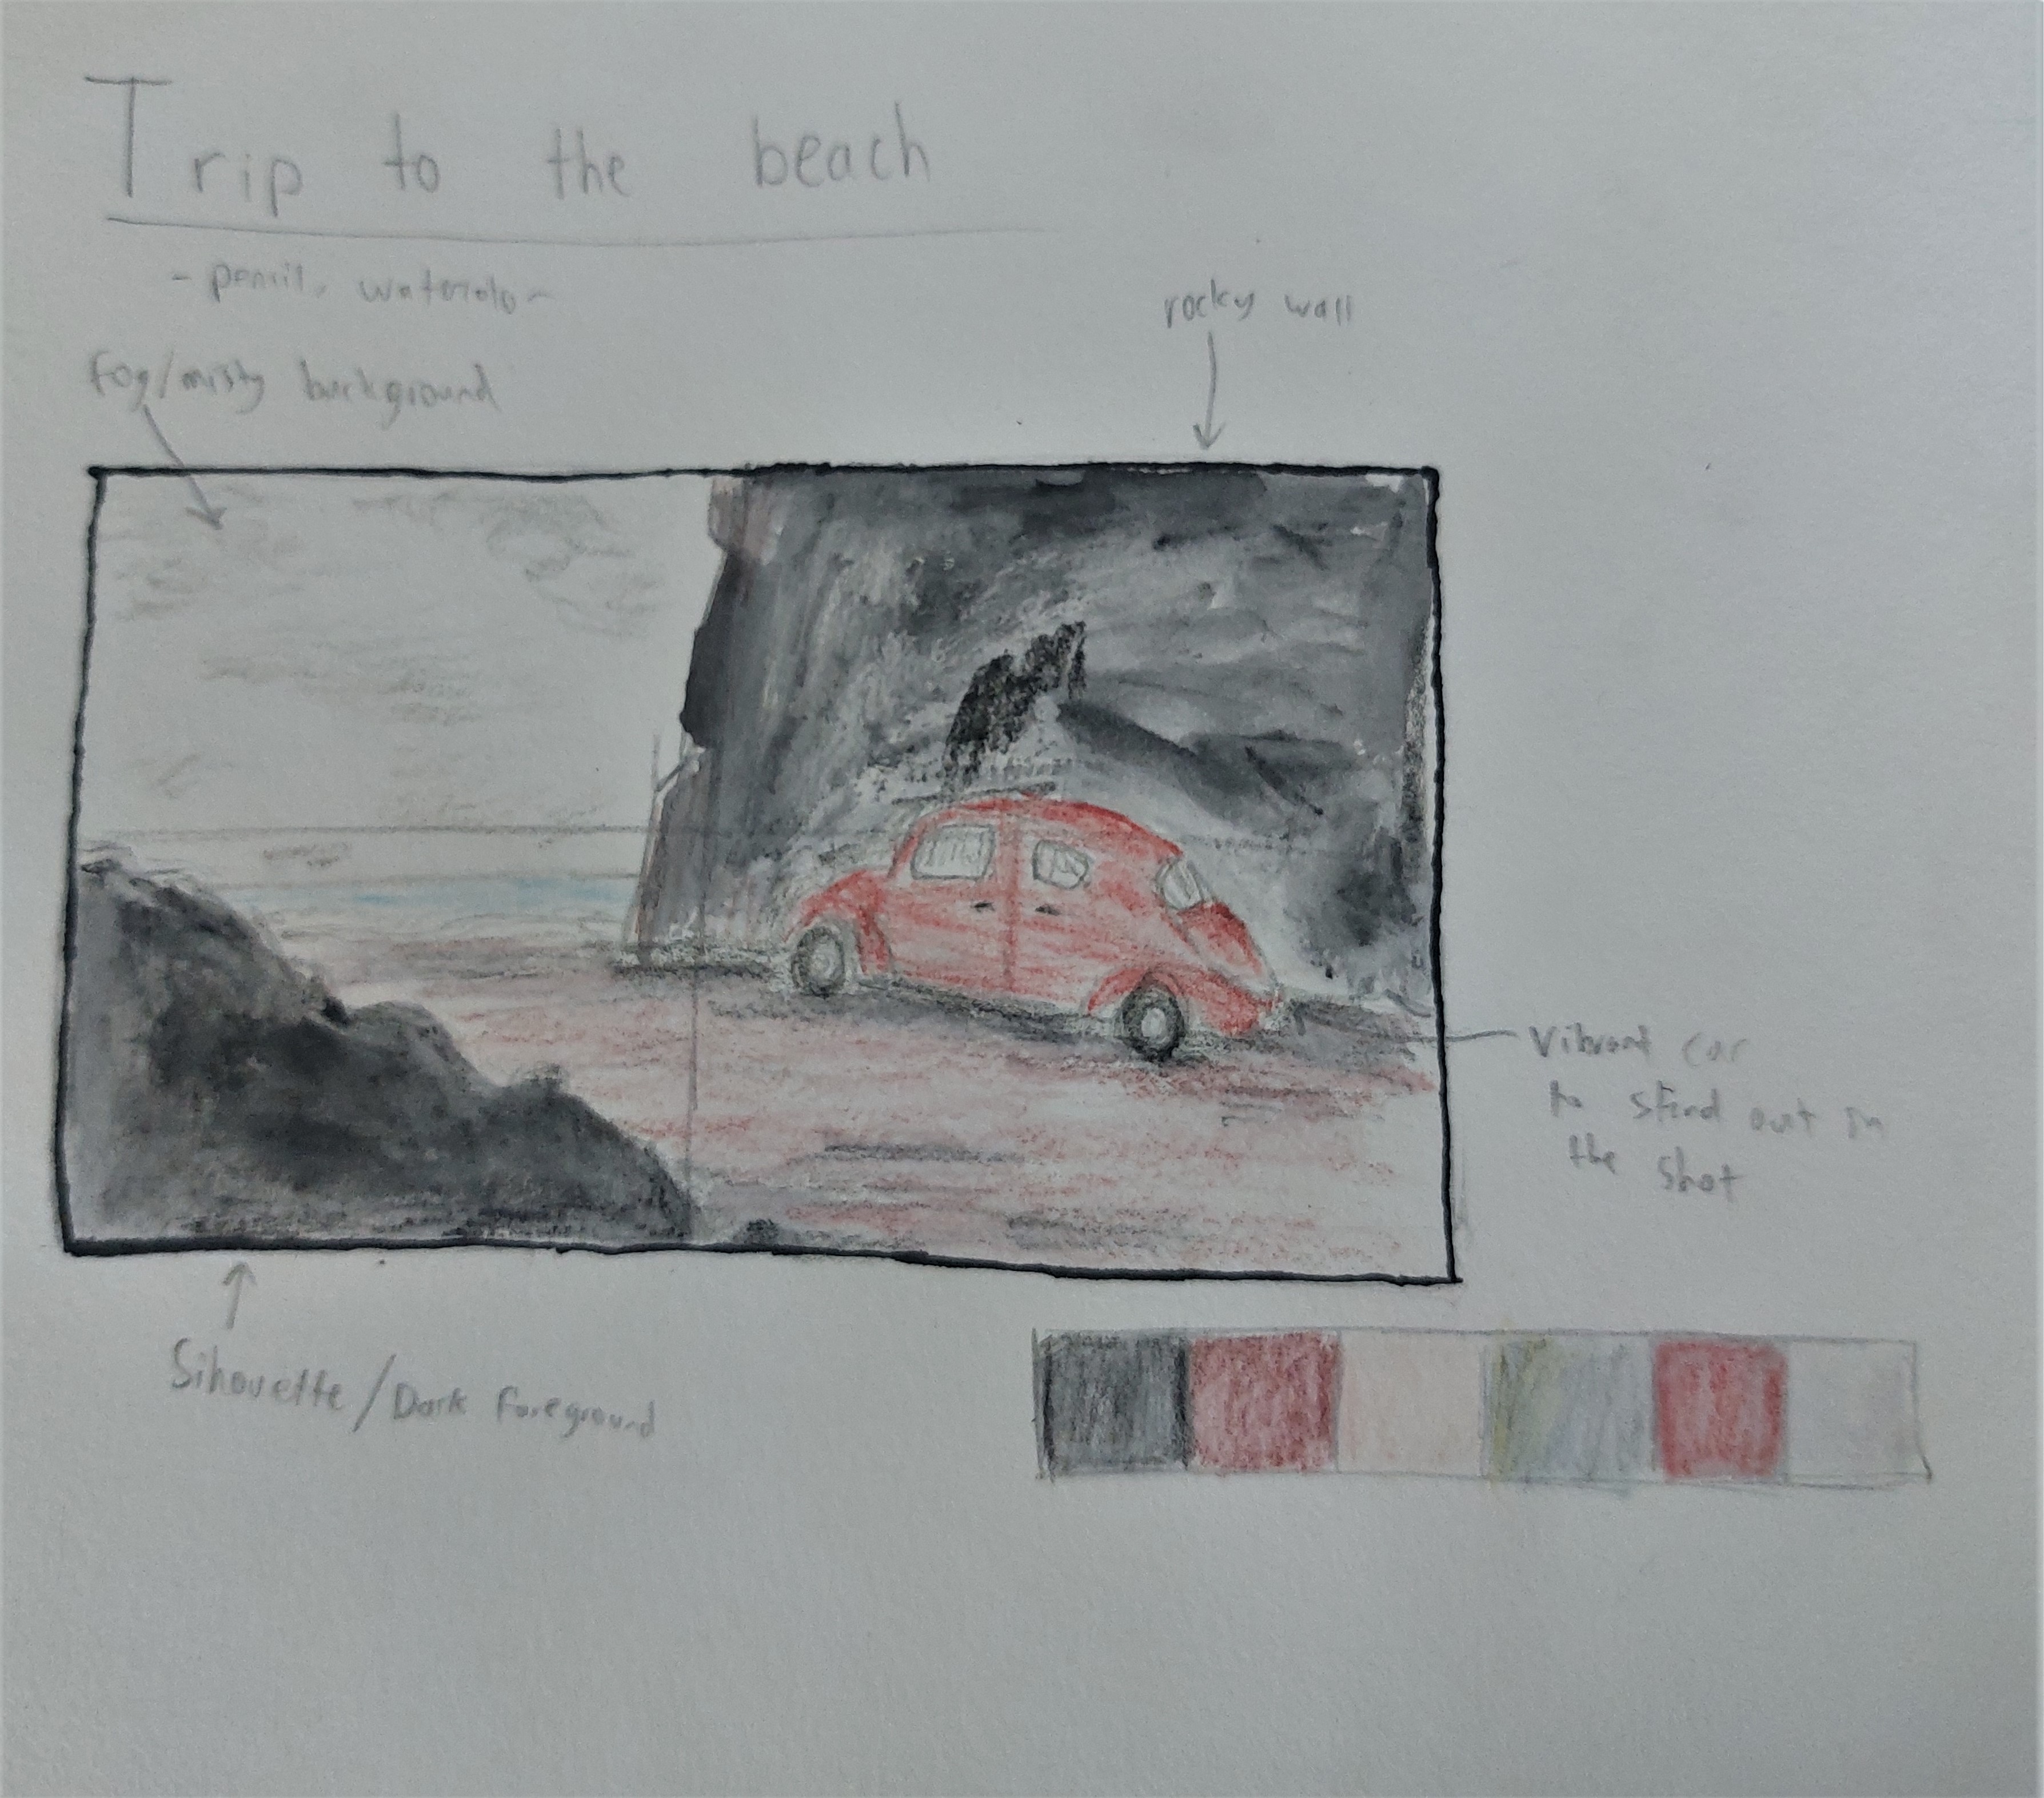 Trip to the beach
- pencil, watercolor
rocky wall
fog/misty background
Vibrant car
to stand out in
the shot
Sihouette/Dark foreground